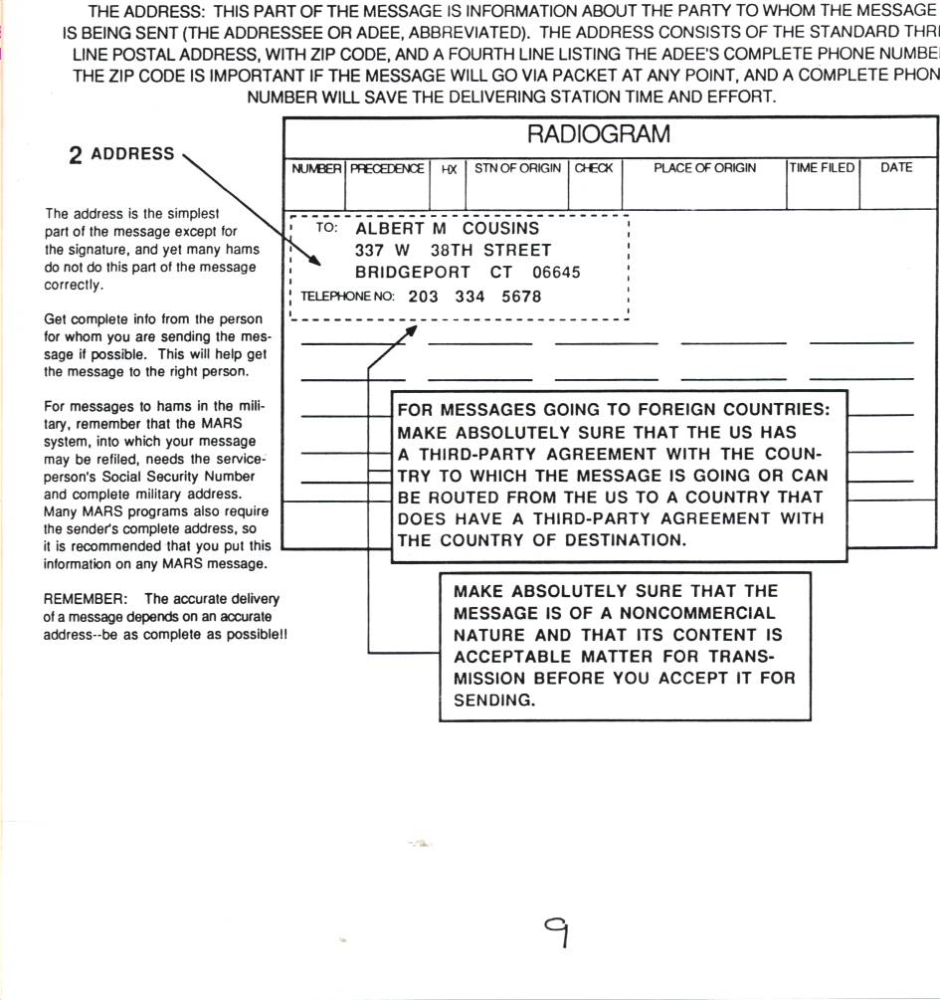 THE ADDRESS: THIS PART OF THE MESSAGE IS INFORMATION ABOUT THE PARTY TO WHOM THE MESSAGE
IS BEING SENT (THE ADDRESSEE OR ADEE, ABBREVIATED). THE ADDRESS CONSISTS OF THE STANDARD THRE
LINE POSTAL ADDRESS, WITH ZIP CODE, AND A FOURTH LINE LISTING THE ADEE'S COMPLETE PHONE NUMBE
THE ZIP CODE IS IMPORTANT IF THE MESSAGE WILL GO VIA PACKET AT ANY POINT, AND A COMPLETE PHON
NUMBER WILL SAVE THE DELIVERING STATION TIME AND EFFORT.
2 ADDRESS
The address is the simplest
part of the message except for
the signature, and yet many hams
do not do this part of the message
correctly.
Get complete info from the person
for whom you are sending the mes-
sage if possible. This will help get
the message to the right person.
For messages to hams in the mili-
tary, remember that the MARS
system, into which your message
may be refiled, needs the service-
person's Social Security Number
and complete military address.
Many MARS programs also require
the sender's complete address, so
it is recommended that you put this
information on any MARS message.
REMEMBER: The accurate delivery
of a message depends on an accurate
address--be as complete as possible!!
RADIOGRAM
NUMBER PRECEDENCE HX STN OF ORIGIN CHECK PLACE OF ORIGIN TIME FILED DATE
TO: ALBERT M COUSINS
337 W 38TH STREET
BRIDGEPORT CT 06645
TELEPHONE NO: 203 334 5678
FOR MESSAGES GOING TO FOREIGN COUNTRIES:
MAKE ABSOLUTELY SURE THAT THE US HAS
A THIRD-PARTY AGREEMENT WITH THE COUN-
TRY TO WHICH THE MESSAGE IS GOING OR CAN
BE ROUTED FROM THE US TO A COUNTRY THAT
DOES HAVE A THIRD-PARTY AGREEMENT WITH
THE COUNTRY OF DESTINATION.
MAKE ABSOLUTELY SURE THAT THE
MESSAGE IS OF A NONCOMMERCIAL
NATURE AND THAT ITS CONTENT IS
ACCEPTABLE MATTER FOR TRANS-
MISSION BEFORE YOU ACCEPT IT FOR
SENDING.
9